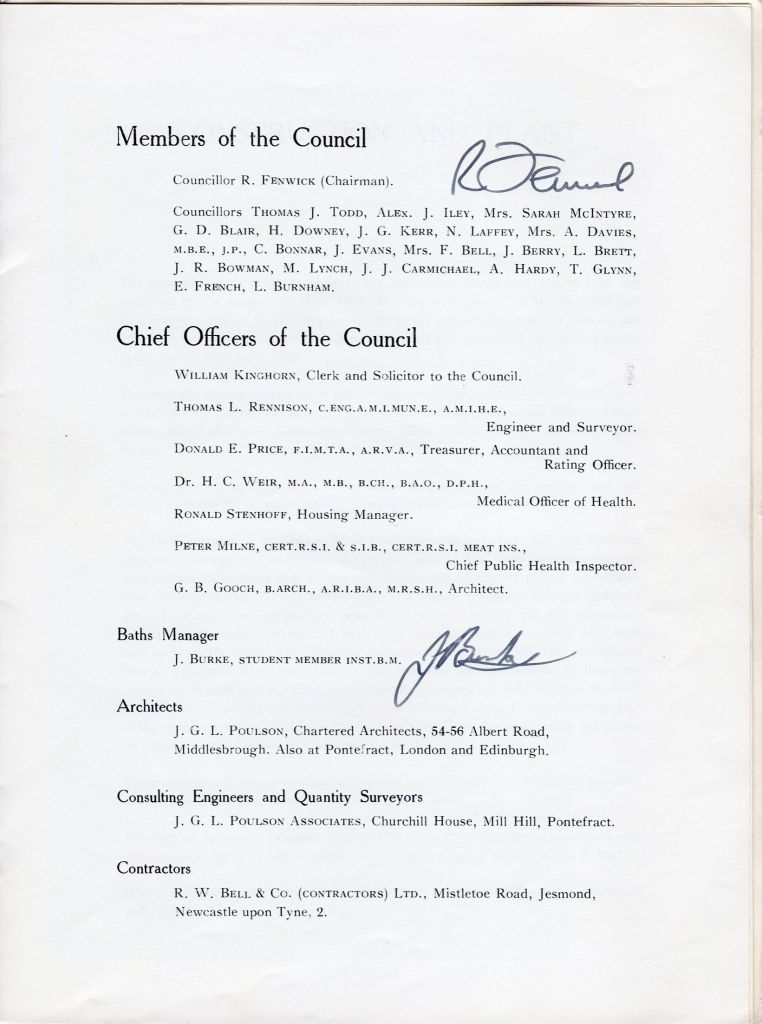 Members of the Council
R Fenwick
Councillor R. Fenwick (Chairman).
Councillors Thomas J. Todd, Alex. J. Iley, Mrs. Sarah McIntyre,
G. D. Blair, H. Downey, J. G. Kerr, N. Laffey, Mrs. A. Davies,
M.B.E., J.P., C. Bonnar, J. Evans, Mrs. F. Bell, J. Berry, L. Brett,
J. R. Bowman, M. Lynch, J. J. Carmichael, A. Hardy, T. Glynn,
E. French, L. Burnham.
Chief Officers of the Council
William Kinghorn, Clerk and Solicitor to the Council.
Thomas L. Rennison, C.ENG.A.M.I.MUN.E., A.M.I.H.E.,
Engineer and Surveyor.
Donald E. Price, F.I.M.T.A., A.R.V.A., Treasurer, Accountant and
Rating Officer.
Dr. H. C. Weir, M.A., M.B., B.CH., B.A.O., D.P.H.,
Medical Officer of Health.
Ronald Stenhoff, Housing Manager.
Peter Milne, CERT.R.S.I. & S.I.B., CERT.R.S.I. MEAT INS.,
Chief Public Health Inspector.
G. B. Gooch, B.ARCH., A.R.I.B.A., M.R.S.H., Architect.
Baths Manager
J. Burke, STUDENT MEMBER INST.B.M.
J Burke
Architects
J. G. L. Poulson, Chartered Architects, 54-56 Albert Road,
Middlesbrough. Also at Pontefract, London and Edinburgh.
Consulting Engineers and Quantity Surveyors
J. G. L. Poulson Associates, Churchill House, Mill Hill, Pontefract.
Contractors
R. W. Bell & Co. (contractors) Ltd., Mistletoe Road, Jesmond,
Newcastle upon Tyne, 2.